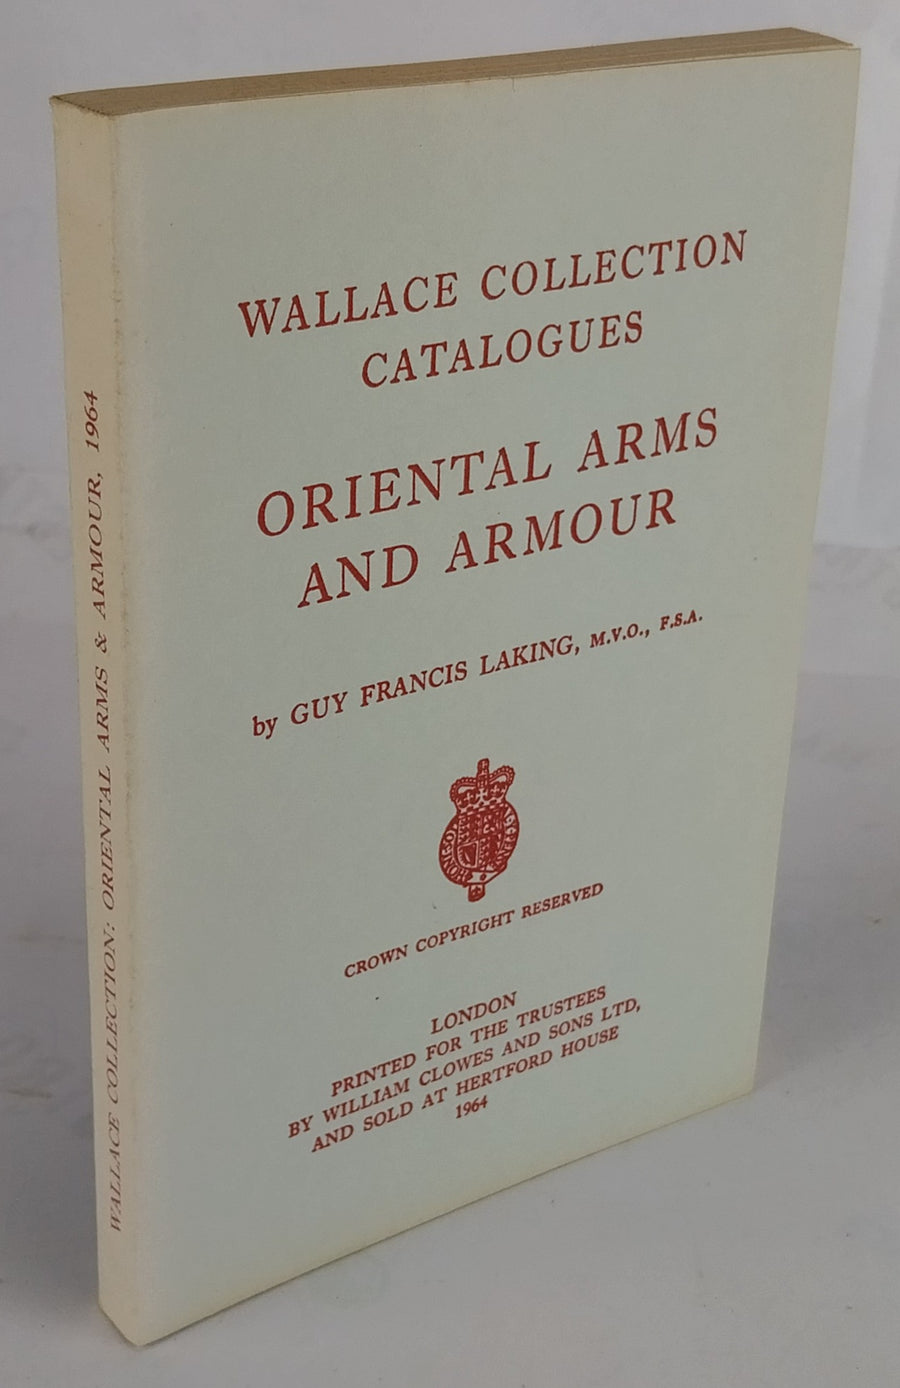 WALLACE COLLECTION: ORIENTAL ARMS & ARMOUR, 1964
WALLACE COLLECTION
CATALOGUES
ORIENTAL ARMS
AND ARMOUR
by GUY FRANCIS LAKING, M.V.O., F.S.A.
CROWN COPYRIGHT RESERVED
LONDON
PRINTED FOR THE TRUSTEES
BY WILLIAM CLOWES AND SONS LTD,
AND SOLD AT HERTFORD HOUSE
1964